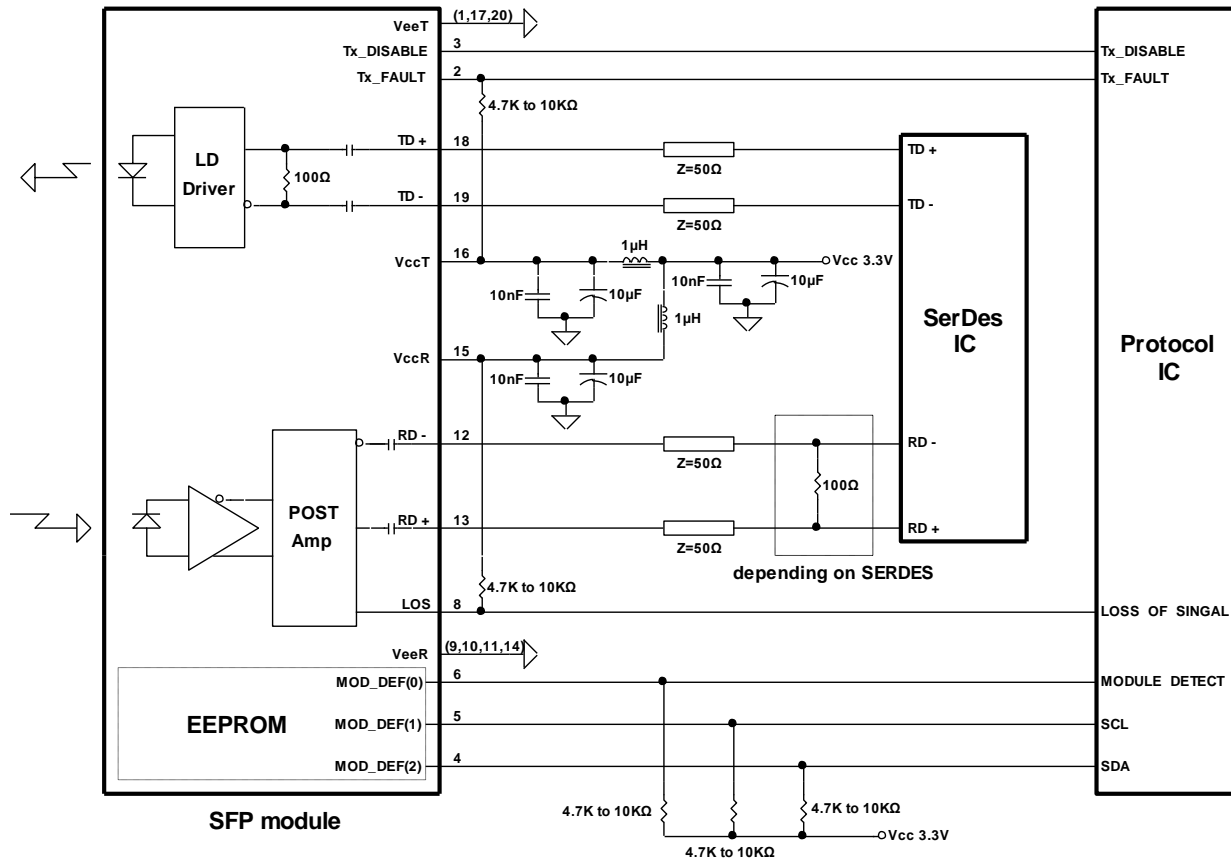 VeeT (1,17,20)
Tx_DISABLE 3 Tx_DISABLE
Tx_FAULT 2 Tx_FAULT
4.7K to 10KΩ
LD
Driver
100Ω
TD + 18 Z=50Ω TD +
TD - 19 Z=50Ω TD -
VccT 16 1µH Vcc 3.3V
10nF 10µF 10nF 10µF
1µH
SerDes
IC
Protocol
IC
VccR 15
10nF 10µF
RD - 12 Z=50Ω RD -
100Ω
POST
Amp
RD + 13 Z=50Ω RD +
depending on SERDES
4.7K to 10KΩ
LOS 8 LOSS OF SINGAL
VeeR (9,10,11,14)
MOD_DEF(0) 6 MODULE DETECT
EEPROM
MOD_DEF(1) 5 SCL
MOD_DEF(2) 4 SDA
SFP module
4.7K to 10KΩ 4.7K to 10KΩ
Vcc 3.3V
4.7K to 10KΩ